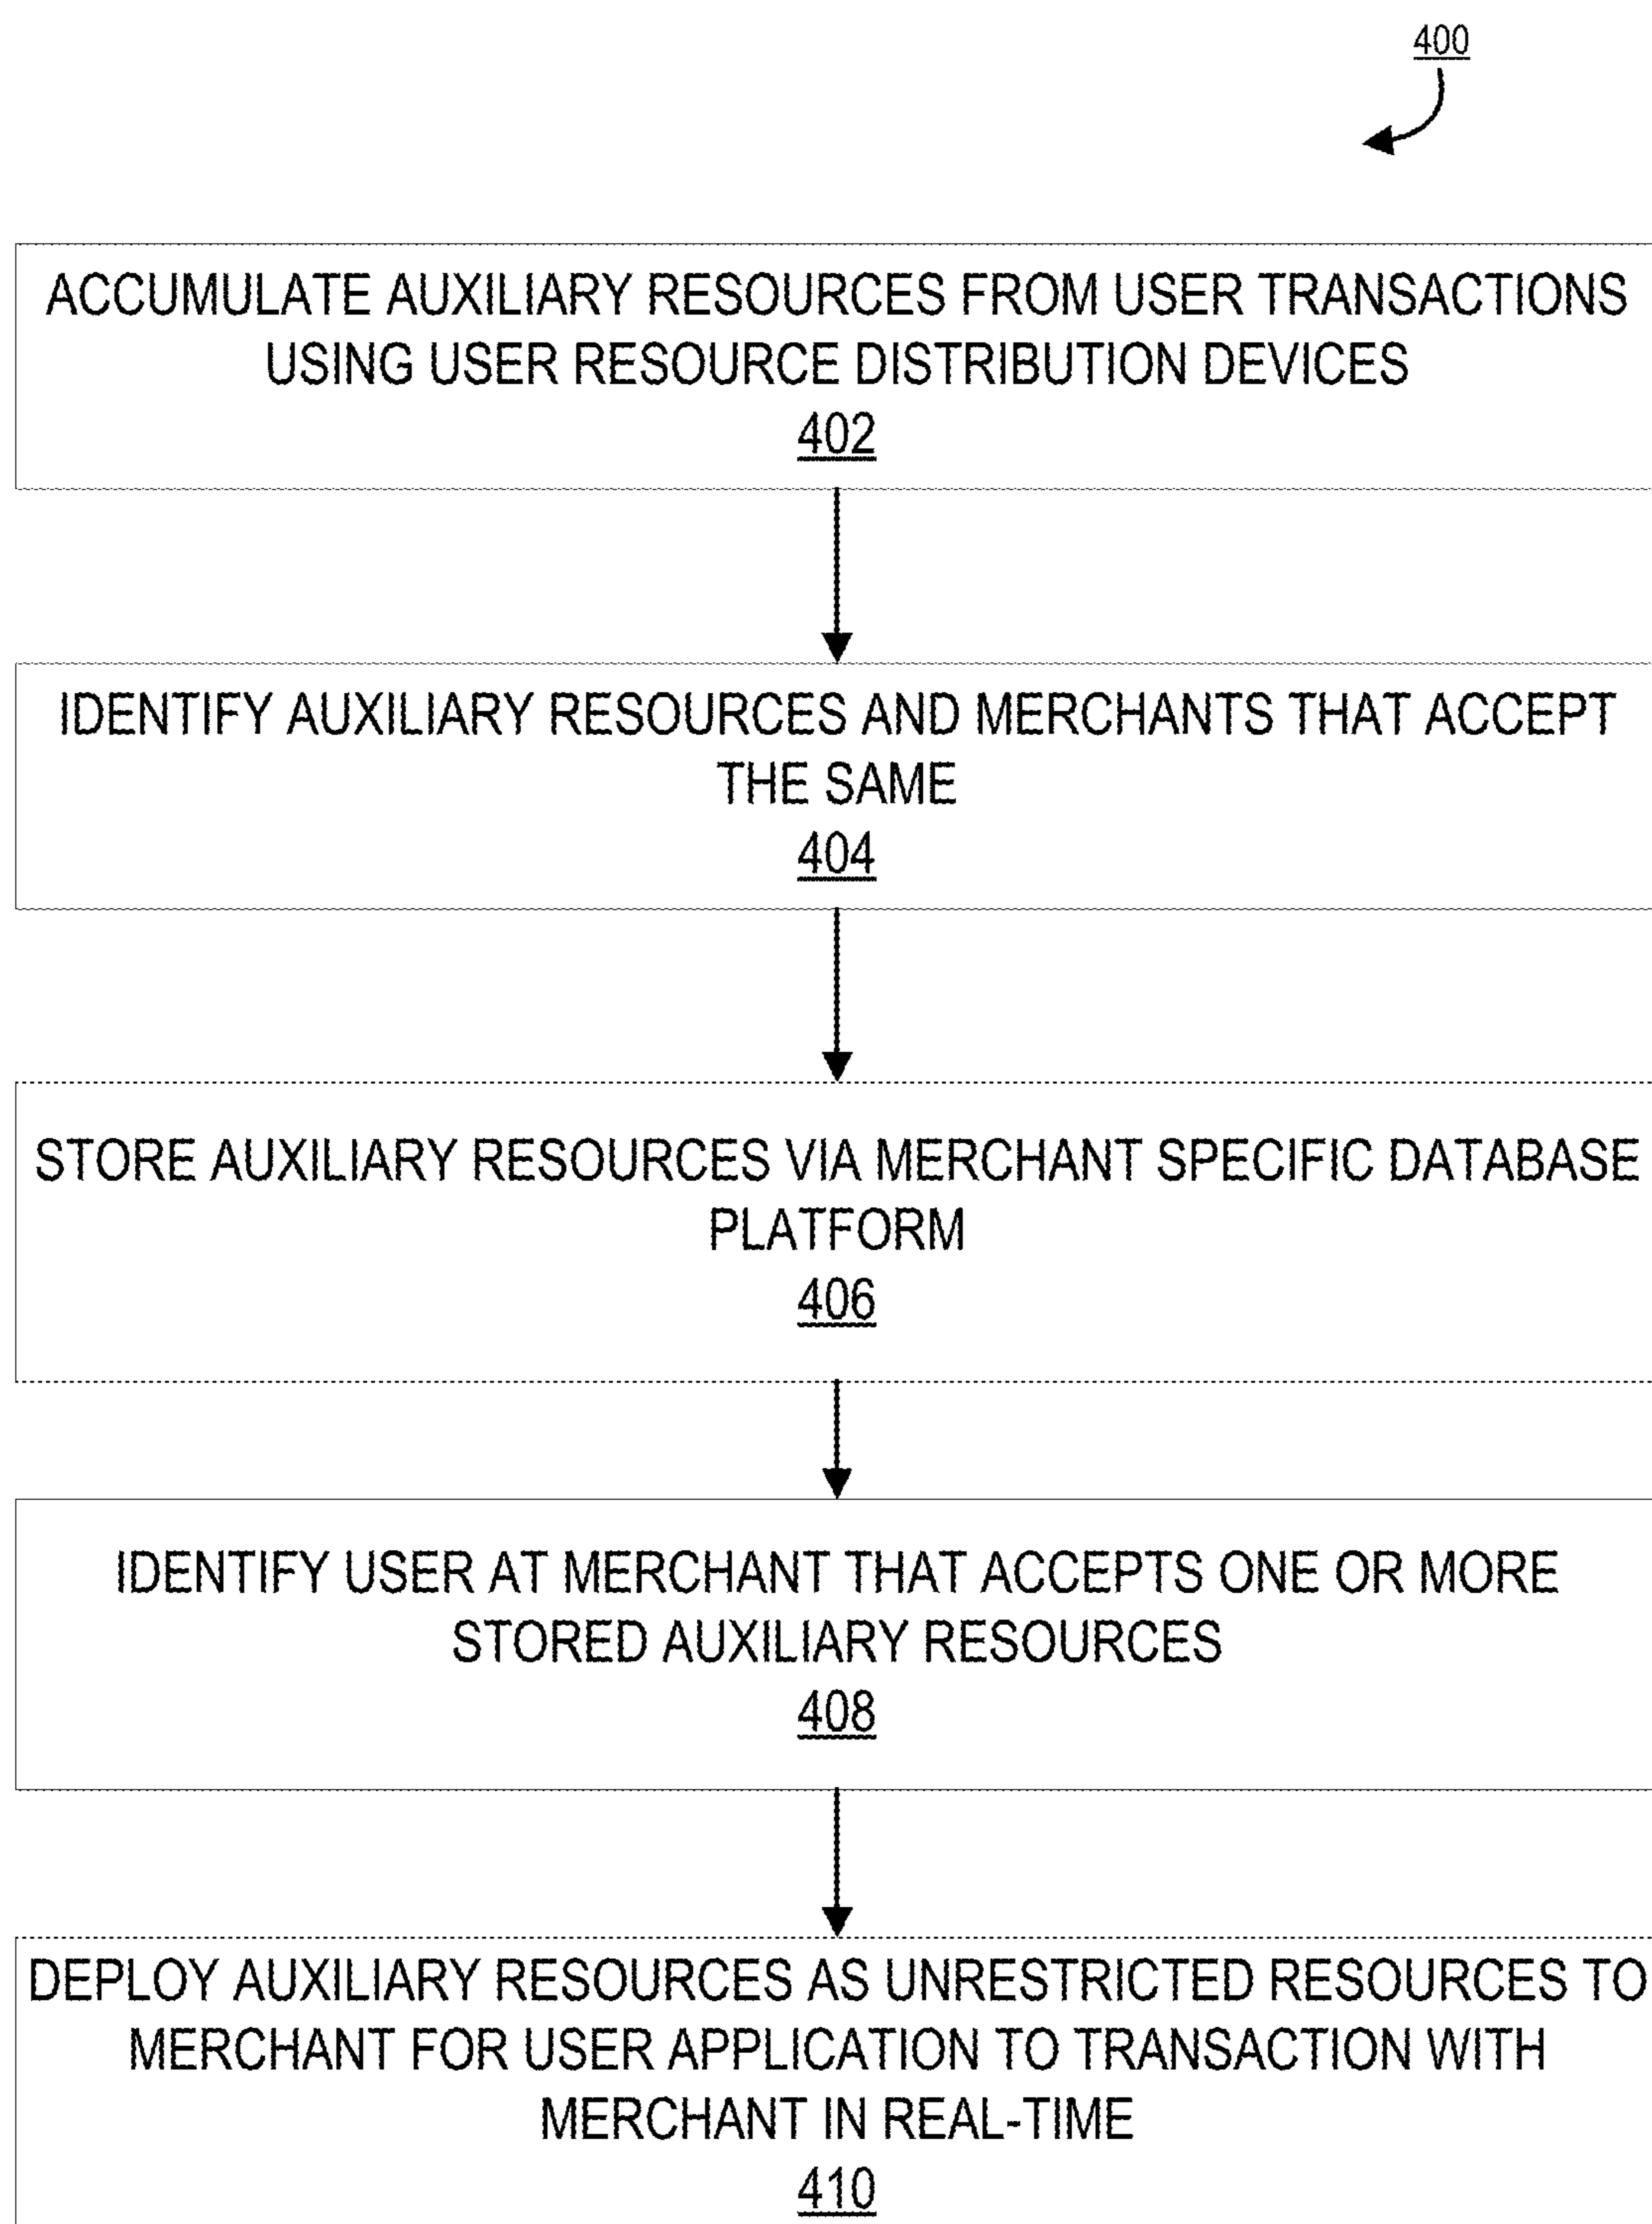 400
ACCUMULATE AUXILIARY RESOURCES FROM USER TRANSACTIONS
USING USER RESOURCE DISTRIBUTION DEVICES
402
IDENTIFY AUXILIARY RESOURCES AND MERCHANTS THAT ACCEPT
THE SAME
404
STORE AUXILIARY RESOURCES VIA MERCHANT SPECIFIC DATABASE
PLATFORM
406
IDENTIFY USER AT MERCHANT THAT ACCEPTS ONE OR MORE
STORED AUXILIARY RESOURCES
408
DEPLOY AUXILIARY RESOURCES AS UNRESTRICTED RESOURCES TO
MERCHANT FOR USER APPLICATION TO TRANSACTION WITH
MERCHANT IN REAL-TIME
410